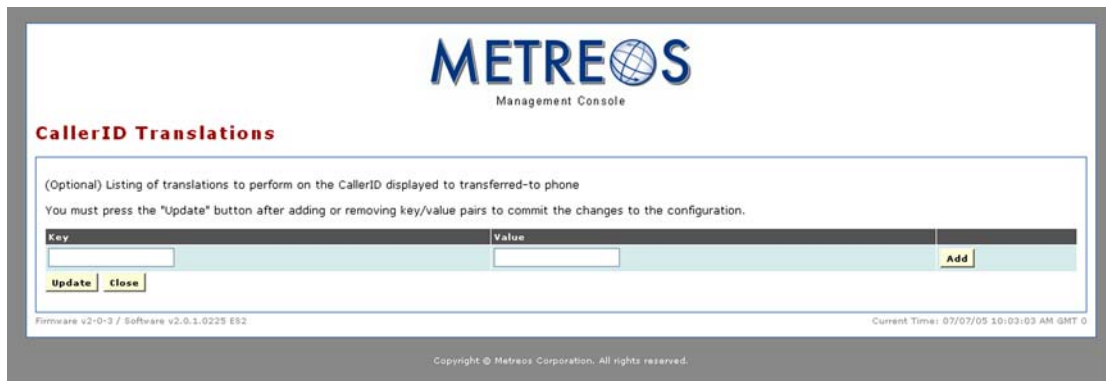 METREOS
Management Console
CallerID Translations
(Optional) Listing of translations to perform on the CallerID displayed to transferred-to phone
You must press the "Update" button after adding or removing key/value pairs to commit the changes to the configuration.
Key Value
Add
Update Close
Firmware v2-0-3 / Software v2.0.1.0225 ES2 Current Time: 07/07/05 10:03:03 AM GMT 0
Copyright © Metreos Corporation. All rights reserved.